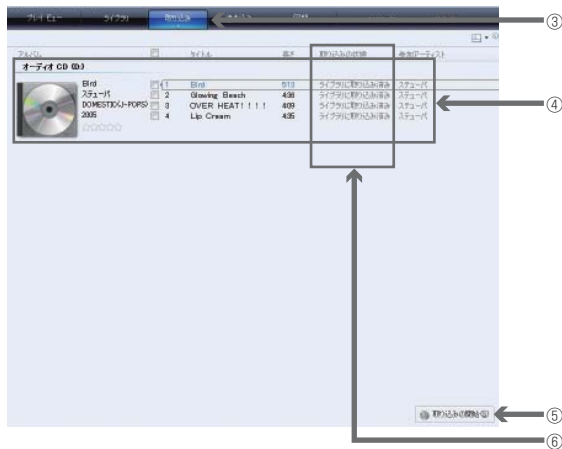 プレイ ビュー ライブラリ 取り込み ③
アルバム タイトル 長さ 取り込みの状態 参加アーティスト
オーディオ CD (D:)
Bird 1 Bird 5:13 ライブラリに取り込み済み スチューパ
スチューパ 2 Glowing Beach 4:36 ライブラリに取り込み済み スチューパ
DOMESTIC(J-POPS) 3 OVER HEAT!!!! 4:09 ライブラリに取り込み済み スチューパ ④
2005 4 Lip Cream 4:35 ライブラリに取り込み済み スチューパ
取り込みの開始(S) ⑤
⑥